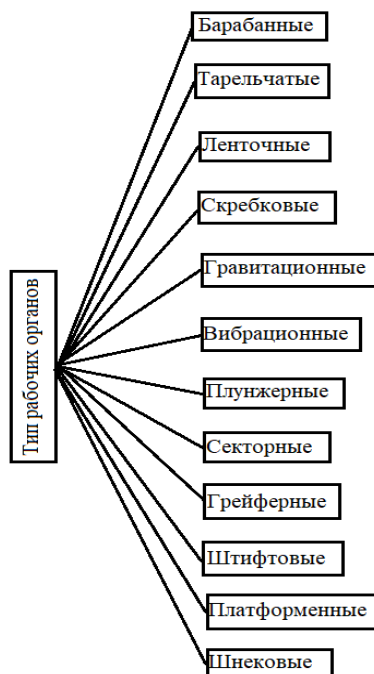 Тип рабочих органов
Барабанные
Тарельчатые
Ленточные
Скребковые
Гравитационные
Вибрационные
Плунжерные
Секторные
Грейферные
Штифтовые
Платформенные
Шнековые